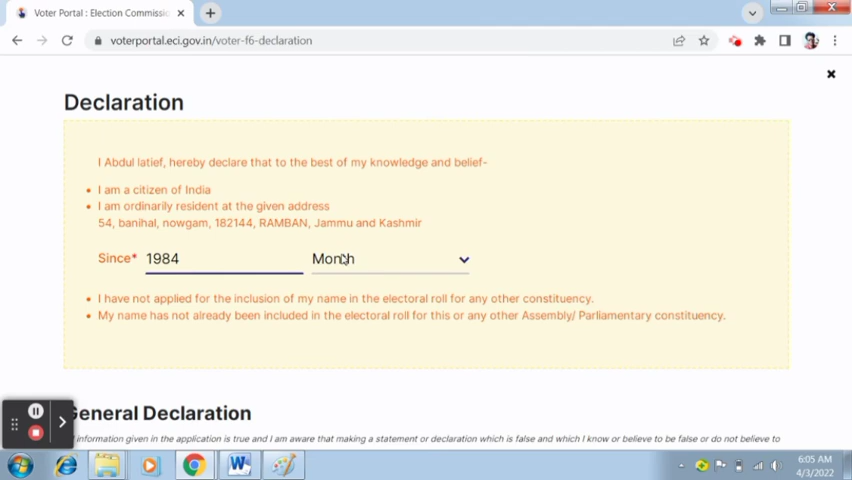 Voter Portal : Election Commissi
voterportal.eci.gov.in/voter-f6-declaration
Declaration
I Abdul latief, hereby declare that to the best of my knowledge and belief-
I am a citizen of India
I am ordinarily resident at the given address
54, banihal, nowgam, 182144, RAMBAN, Jammu and Kashmir
Since* 1984 Month
I have not applied for the inclusion of my name in the electoral roll for any other constituency.
My name has not already been included in the electoral roll for this or any other Assembly/ Parliamentary constituency.
General Declaration
information given in the application is true and I am aware that making a statement or declaration which is false and which I know or believe to be false or do not believe to
6:05 AM
4/3/2022